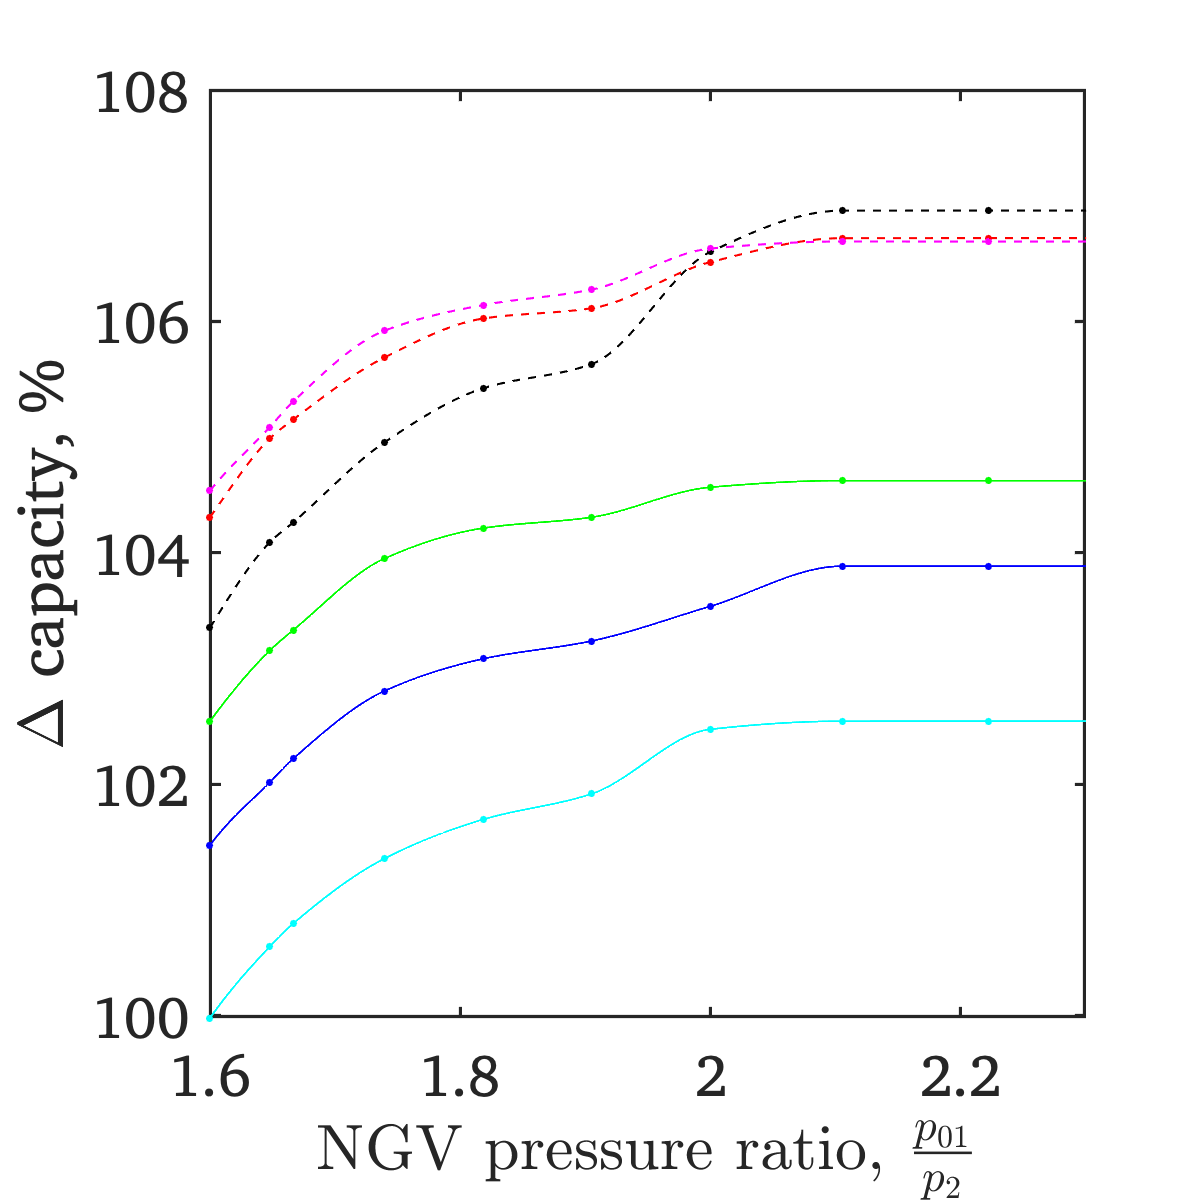 108
106
104
102
100
1.6 1.8 2 2.2
Δ capacity, %
NGV pressure ratio, p01/p2